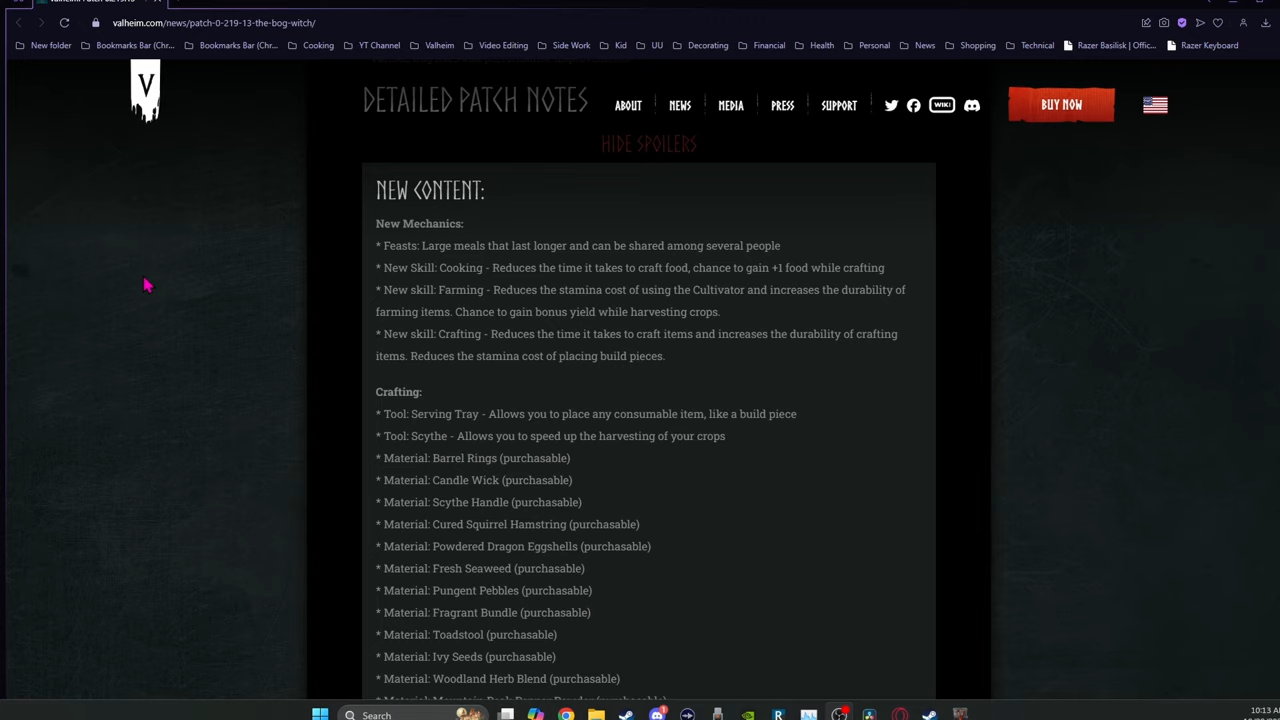 valheim.com/news/patch-0-219-13-the-bog-witch/
New folder Bookmarks Bar (Chr... Bookmarks Bar (Chr... Cooking YT Channel Valheim Video Editing Side Work Kid UU Decorating Financial Health Personal News Shopping Technical Razer Basilisk | Offic... Razer Keyboard
V
DETAILED PATCH NOTES
ABOUT NEWS MEDIA PRESS SUPPORT WIKI BUY NOW
HIDE SPOILERS
NEW CONTENT:
New Mechanics:
* Feasts: Large meals that last longer and can be shared among several people
* New Skill: Cooking - Reduces the time it takes to craft food, chance to gain +1 food while crafting
* New skill: Farming - Reduces the stamina cost of using the Cultivator and increases the durability of
farming items. Chance to gain bonus yield while harvesting crops.
* New skill: Crafting - Reduces the time it takes to craft items and increases the durability of crafting
items. Reduces the stamina cost of placing build pieces.
Crafting:
* Tool: Serving Tray - Allows you to place any consumable item, like a build piece
* Tool: Scythe - Allows you to speed up the harvesting of your crops
* Material: Barrel Rings (purchasable)
* Material: Candle Wick (purchasable)
* Material: Scythe Handle (purchasable)
* Material: Cured Squirrel Hamstring (purchasable)
* Material: Powdered Dragon Eggshells (purchasable)
* Material: Fresh Seaweed (purchasable)
* Material: Pungent Pebbles (purchasable)
* Material: Fragrant Bundle (purchasable)
* Material: Toadstool (purchasable)
* Material: Ivy Seeds (purchasable)
* Material: Woodland Herb Blend (purchasable)
Search
10:13 A